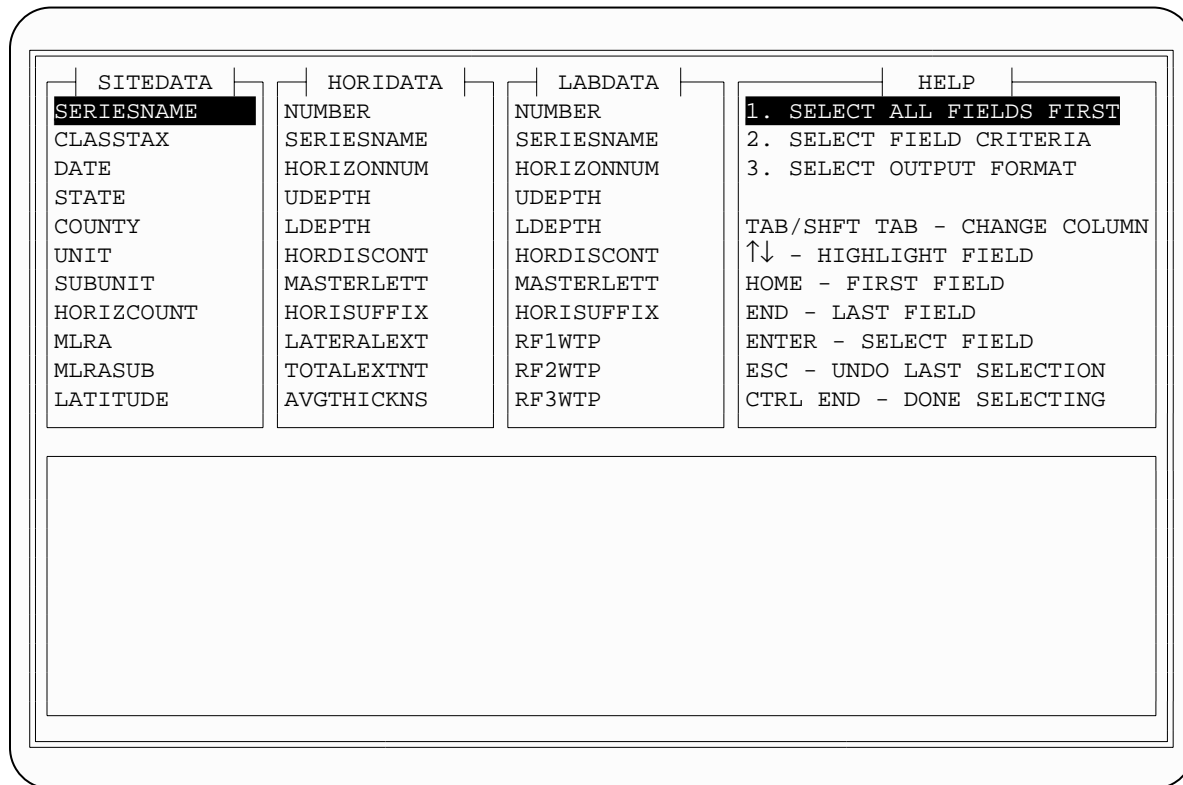 SITEDATA
SERIESNAME
CLASSTAX
DATE
STATE
COUNTY
UNIT
SUBUNIT
HORIZCOUNT
MLRA
MLRASUB
LATITUDE
HORIDATA
NUMBER
SERIESNAME
HORIZONNUM
UDEPTH
LDEPTH
HORDISCONT
MASTERLETT
HORISUFFIX
LATERALEXT
TOTALEXTNT
AVGTHICKNS
LABDATA
NUMBER
SERIESNAME
HORIZONNUM
UDEPTH
LDEPTH
HORDISCONT
MASTERLETT
HORISUFFIX
RF1WTP
RF2WTP
RF3WTP
HELP
1. SELECT ALL FIELDS FIRST
2. SELECT FIELD CRITERIA
3. SELECT OUTPUT FORMAT
TAB/SHFT TAB - CHANGE COLUMN
↑↓ - HIGHLIGHT FIELD
HOME - FIRST FIELD
END - LAST FIELD
ENTER - SELECT FIELD
ESC - UNDO LAST SELECTION
CTRL END - DONE SELECTING